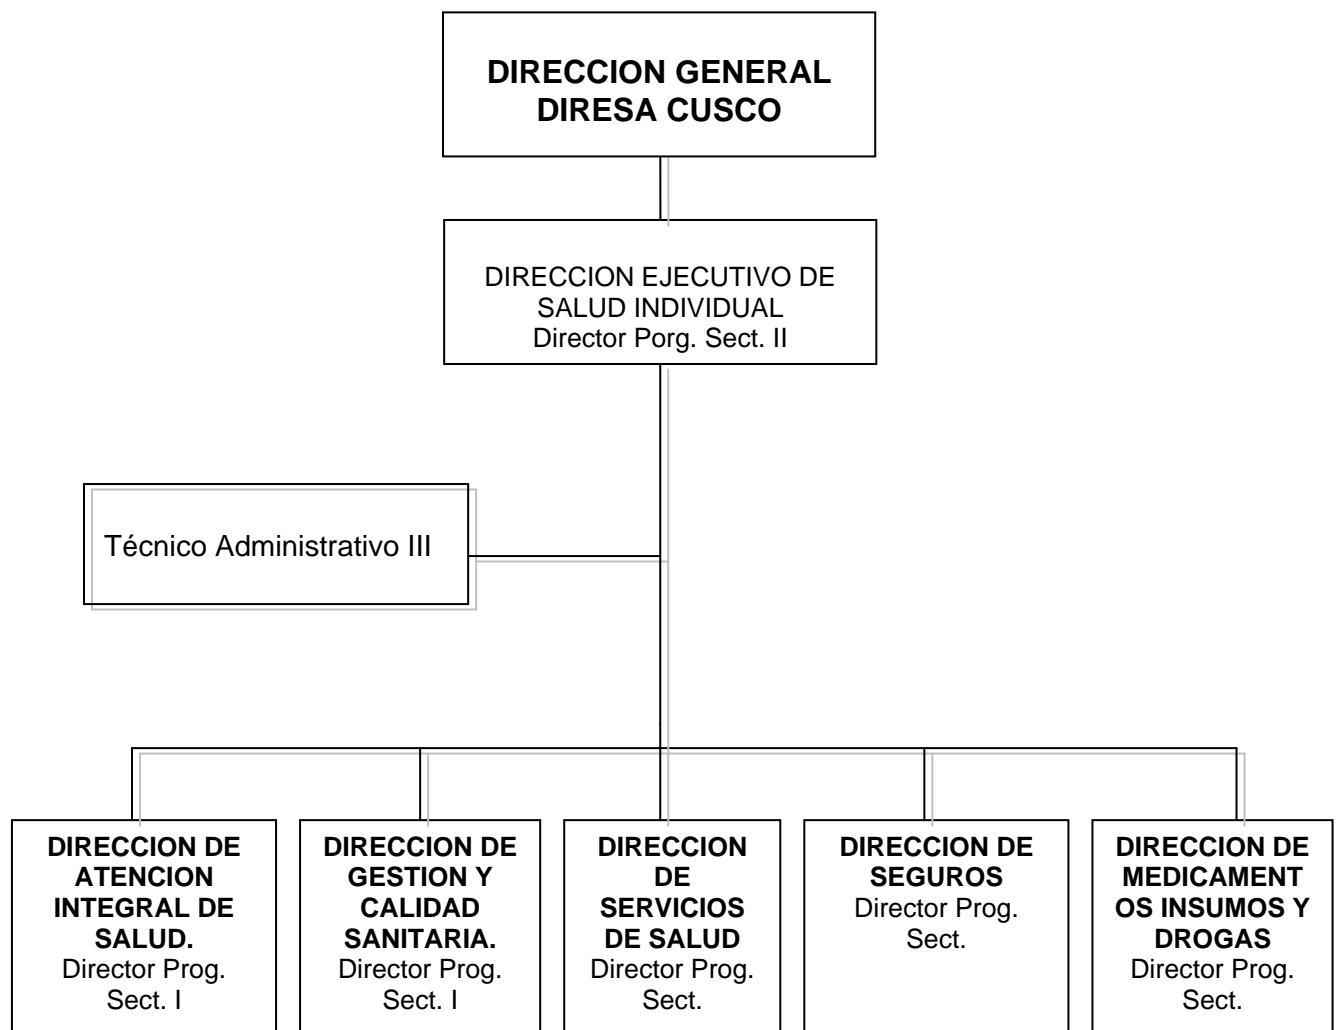 DIRECCION GENERAL
DIRESA CUSCO
DIRECCION EJECUTIVO DE
SALUD INDIVIDUAL
Director Porg. Sect. II
Técnico Administrativo III
DIRECCION DE
ATENCION
INTEGRAL DE
SALUD.
Director Prog.
Sect. I
DIRECCION DE
GESTION Y
CALIDAD
SANITARIA.
Director Prog.
Sect. I
DIRECCION
DE
SERVICIOS
DE SALUD
Director Prog.
Sect.
DIRECCION DE
SEGUROS
Director Prog.
Sect.
DIRECCION DE
MEDICAMENT
OS INSUMOS Y
DROGAS
Director Prog.
Sect.